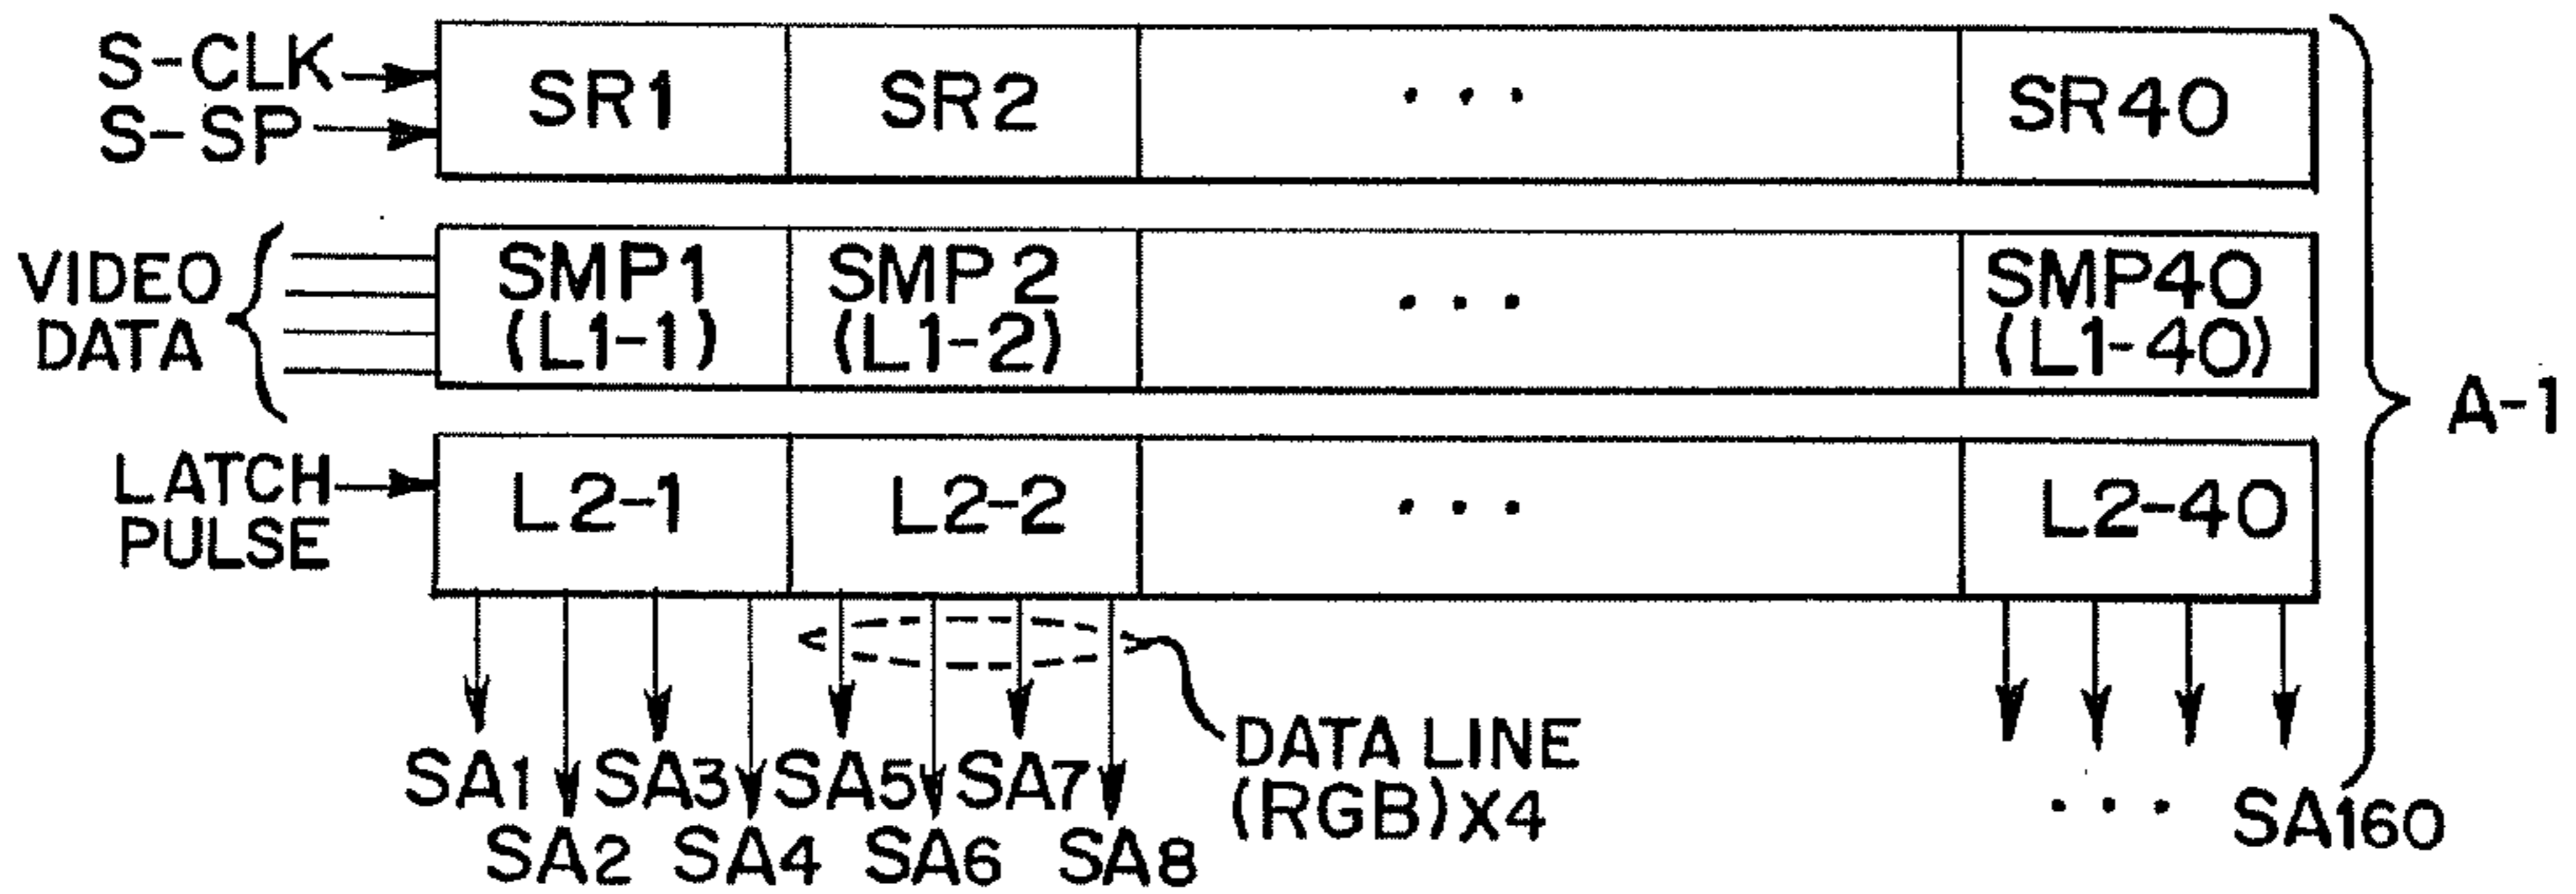 S-CLK
S-SP
SR1
SR2
...
SR40
VIDEO
DATA
SMP1
(L1-1)
SMP2
(L1-2)
...
SMP40
(L1-40)
A-1
LATCH
PULSE
L2-1
L2-2
...
L2-40
SA1
SA2
SA3
SA4
SA5
SA6
SA7
SA8
DATA LINE
(RGB)X4
... SA160